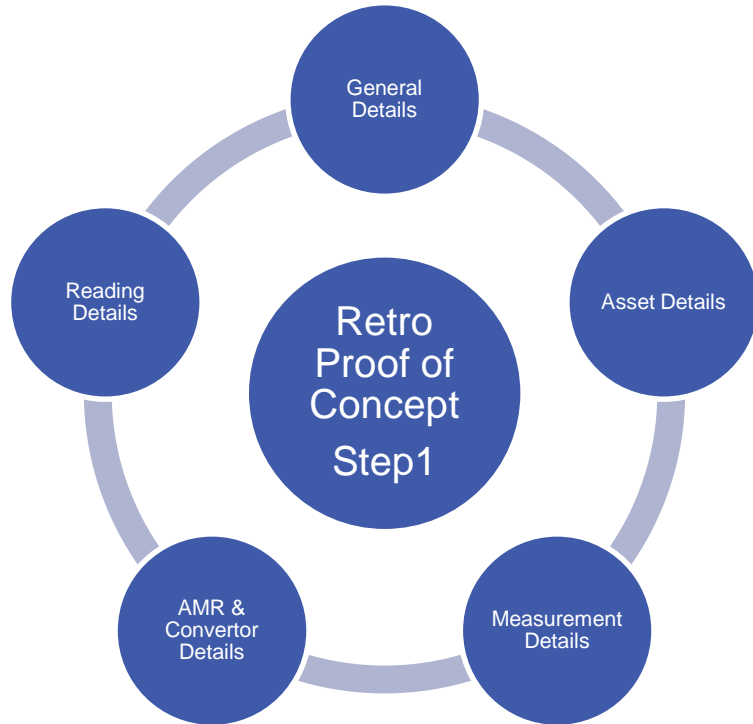 General
Details
Asset Details
Measurement
Details
AMR &
Convertor
Details
Reading
Details
Retro
Proof of
Concept
Step1